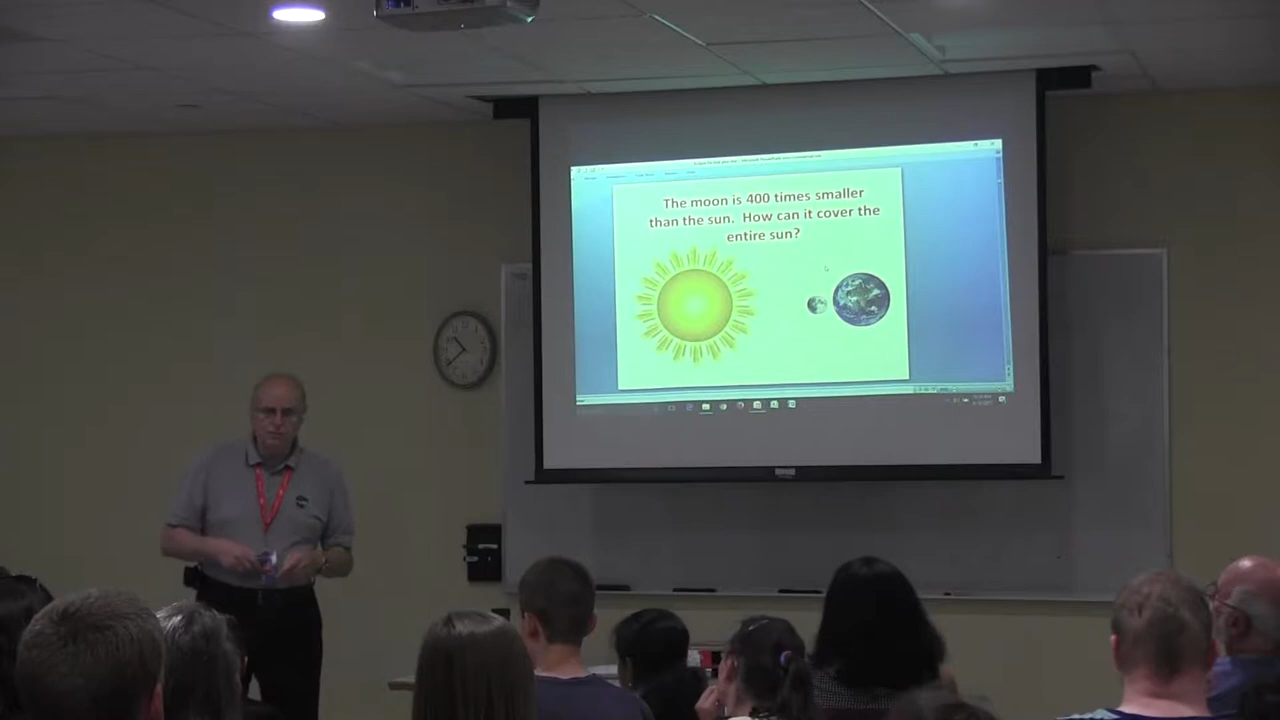 The moon is 400 times smaller
than the sun. How can it cover the
entire sun?